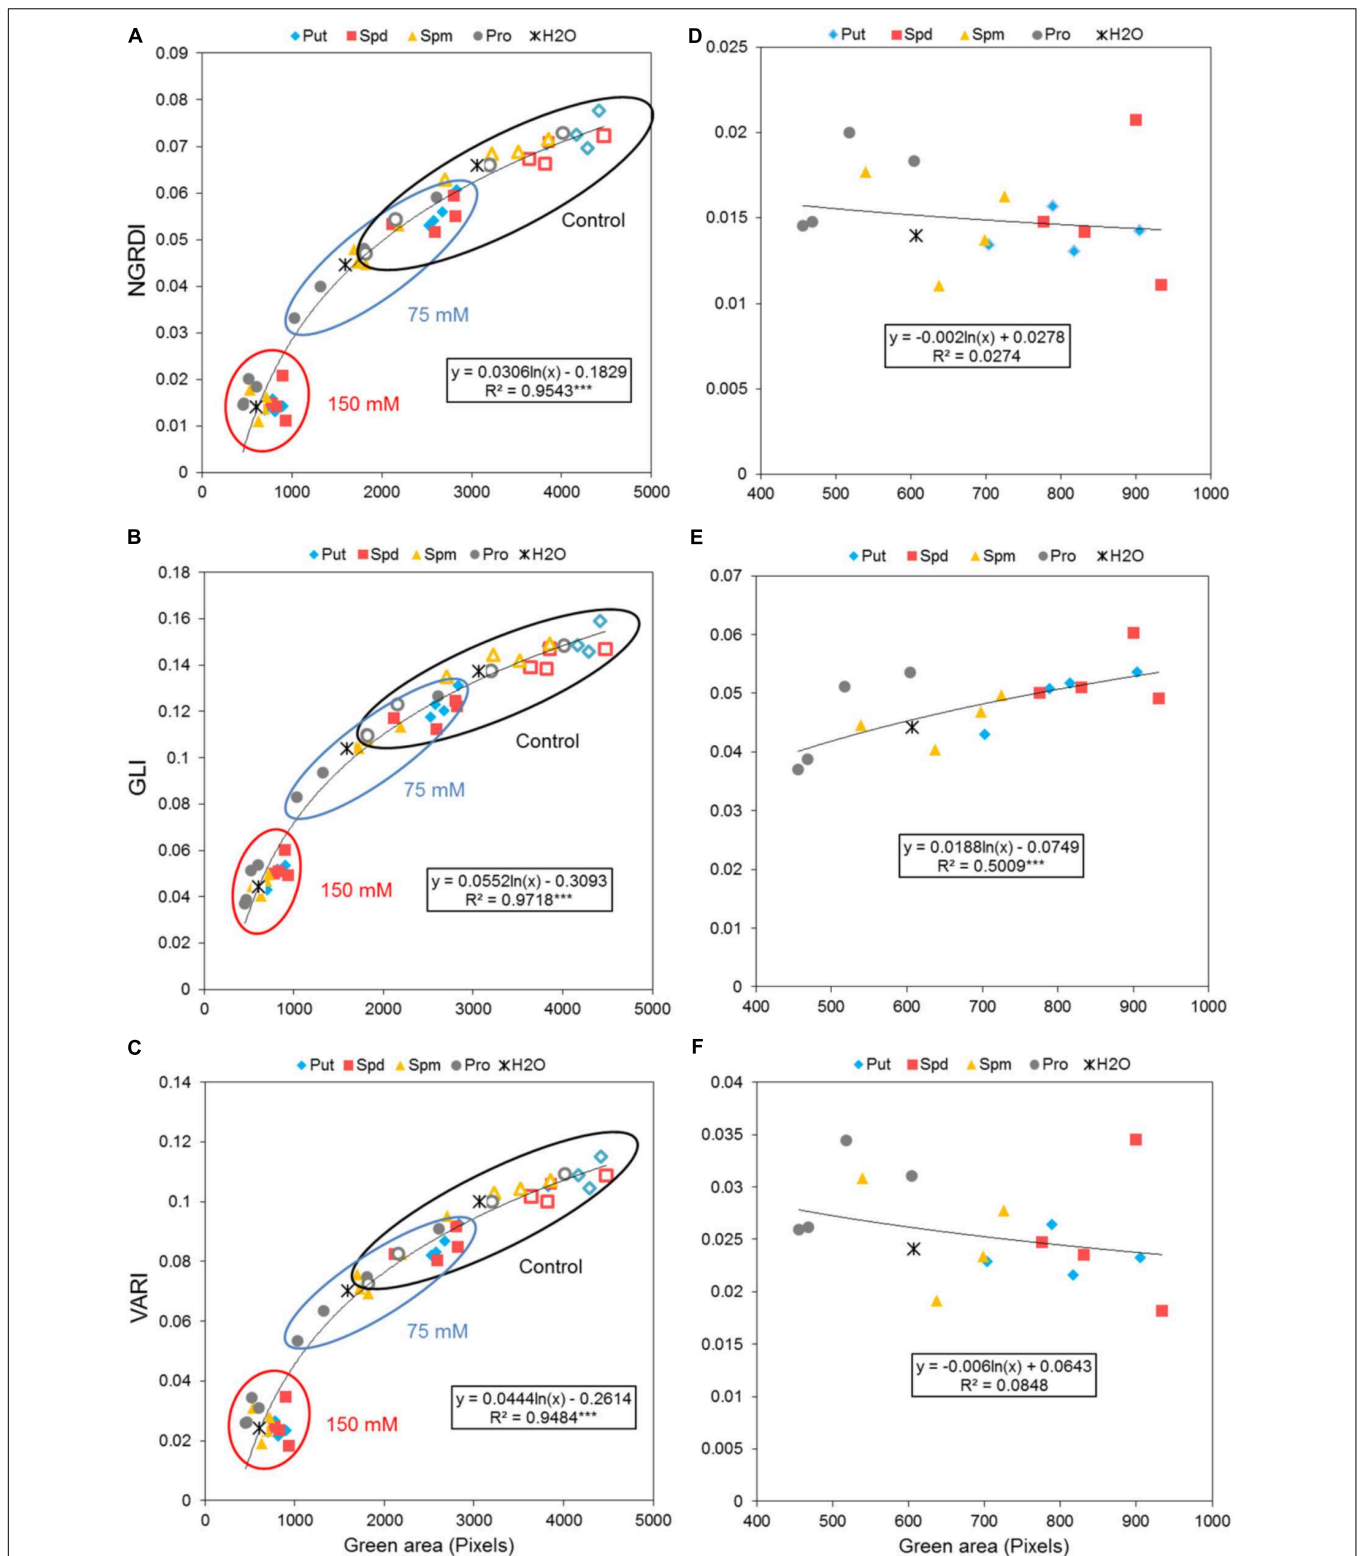 A
Put Spd Spm Pro H2O
0.09
0.08
0.07
0.06
0.05
0.04
0.03
0.02
0.01
0
NGRDI
Control
75 mM
150 mM
y = 0.0306ln(x) - 0.1829
R² = 0.9543***
0 1000 2000 3000 4000 5000
D
Put Spd Spm Pro H2O
0.025
0.02
0.015
0.01
0.005
0
y = -0.002ln(x) + 0.0278
R² = 0.0274
400 500 600 700 800 900 1000
B
Put Spd Spm Pro H2O
0.18
0.16
0.14
0.12
0.1
0.08
0.06
0.04
0.02
0
GLI
Control
75 mM
150 mM
y = 0.0552ln(x) - 0.3093
R² = 0.9718***
0 1000 2000 3000 4000 5000
E
Put Spd Spm Pro H2O
0.07
0.06
0.05
0.04
0.03
0.02
0.01
0
y = 0.0188ln(x) - 0.0749
R² = 0.5009***
400 500 600 700 800 900 1000
C
Put Spd Spm Pro H2O
0.14
0.12
0.1
0.08
0.06
0.04
0.02
0
VARI
Control
75 mM
150 mM
y = 0.0444ln(x) - 0.2614
R² = 0.9484***
0 1000 2000 3000 4000 5000
Green area (Pixels)
F
Put Spd Spm Pro H2O
0.04
0.035
0.03
0.025
0.02
0.015
0.01
0.005
0
y = -0.006ln(x) + 0.0643
R² = 0.0848
400 500 600 700 800 900 1000
Green area (Pixels)